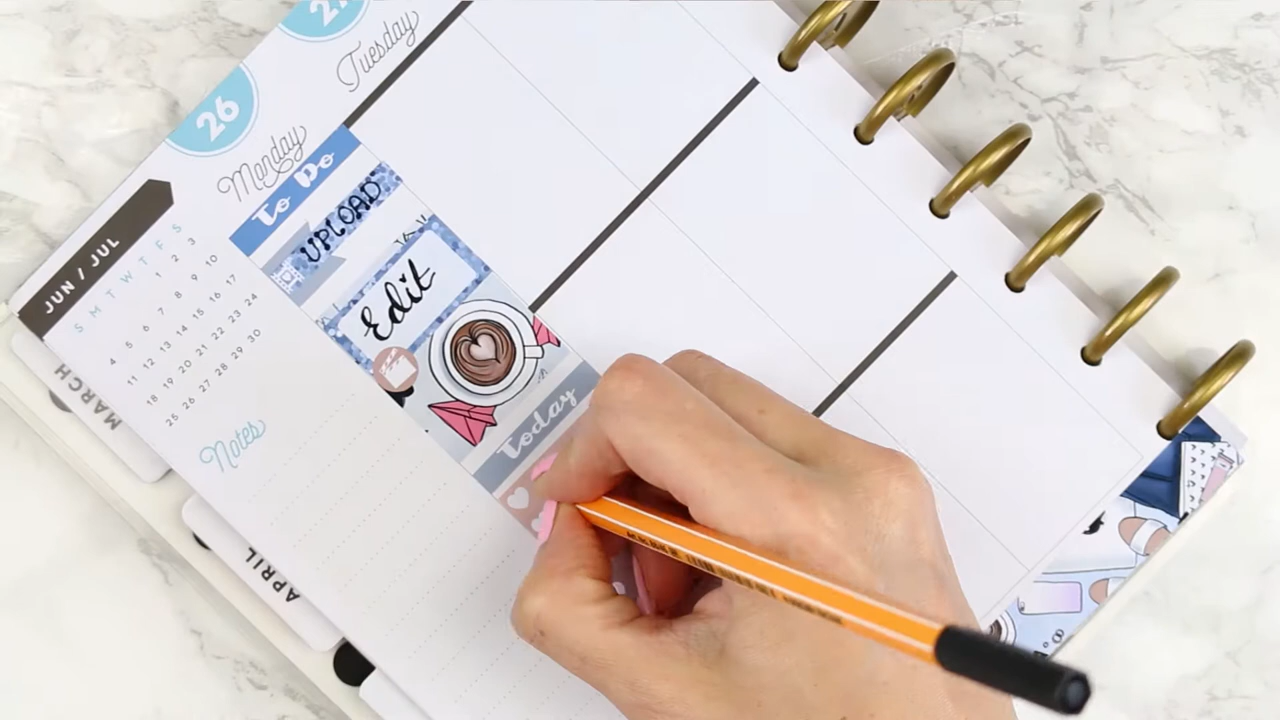 27
Tuesday
26
Monday
To Do
UPLOAD
Edit
Today
JUN / JUL
S M T W T F S
1 2 3
4 5 6 7 8 9 10
11 12 13 14 15 16 17
18 19 20 21 22 23 24
25 26 27 28 29 30
Notes
MARCH
APRIL